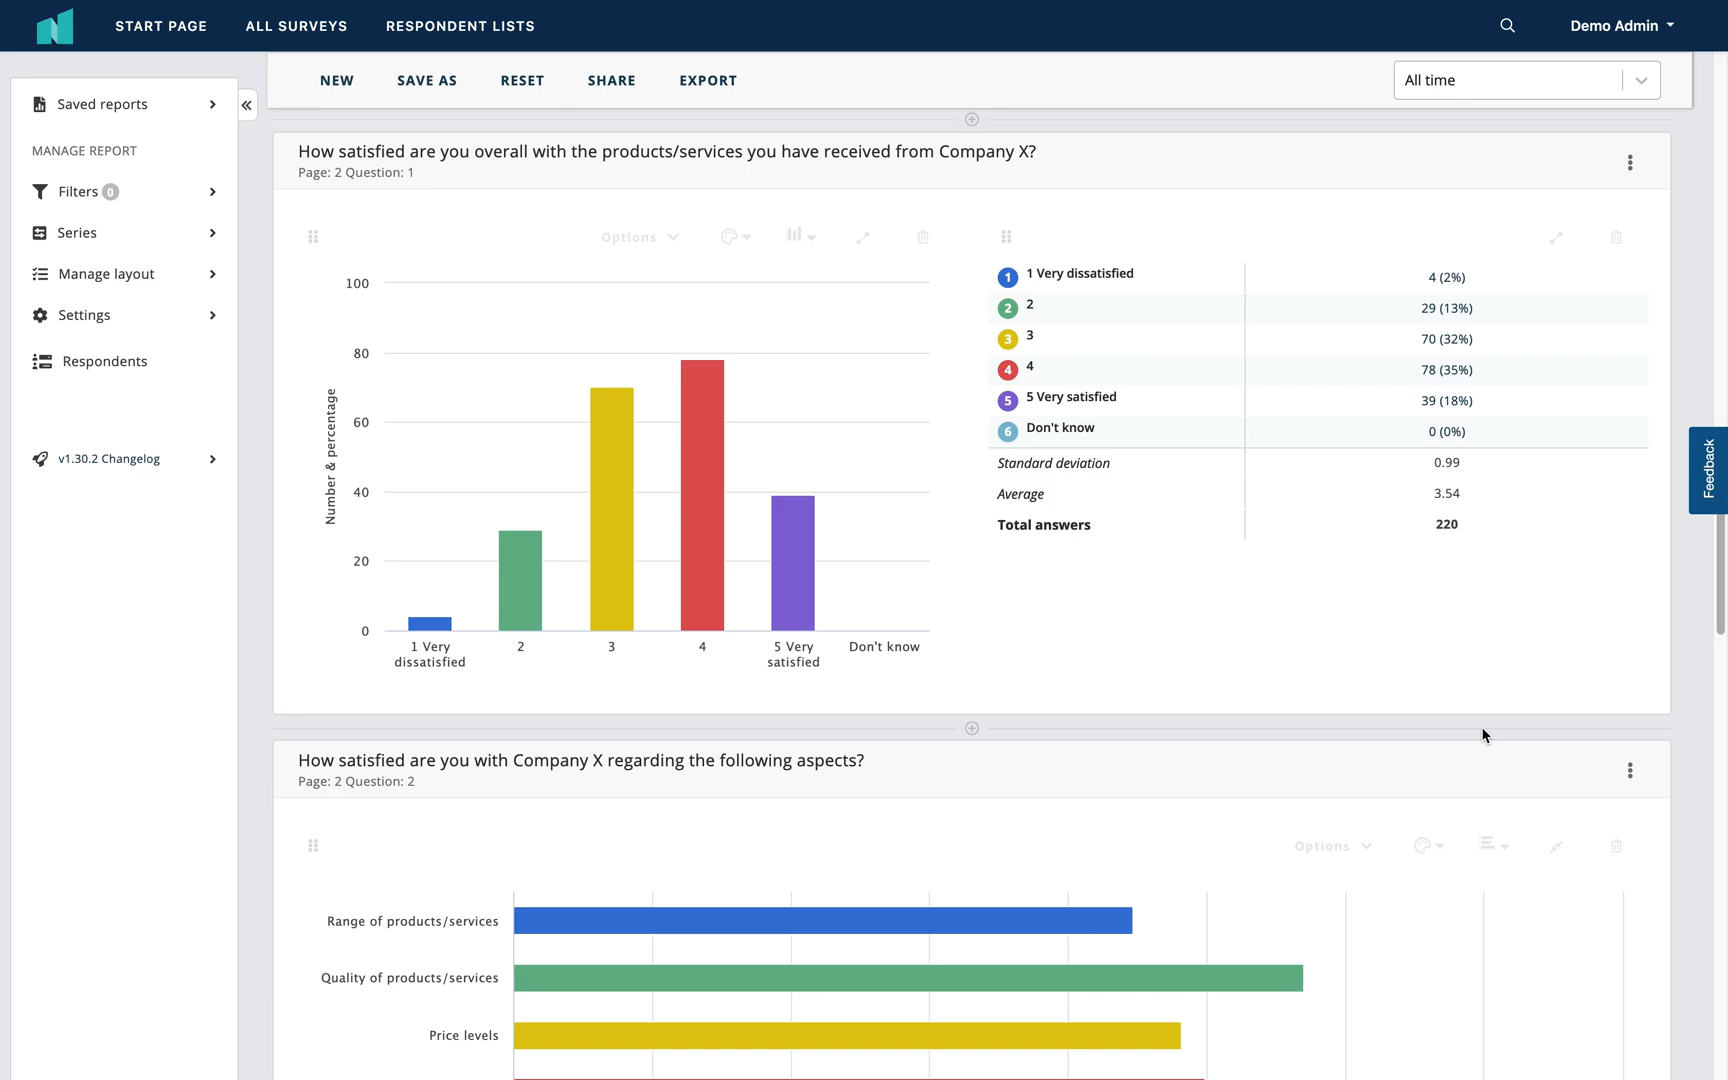 START PAGE
ALL SURVEYS
RESPONDENT LISTS
Demo Admin
NEW
SAVE AS
RESET
SHARE
EXPORT
All time
Saved reports
MANAGE REPORT
Filters 0
Series
Manage layout
Settings
Respondents
v1.30.2 Changelog
How satisfied are you overall with the products/services you have received from Company X?
Page: 2 Question: 1
Options
Number & percentage
100
80
60
40
20
0
1 Very
dissatisfied
2
3
4
5 Very
satisfied
Don't know
1 1 Very dissatisfied 4 (2%)
2 2 29 (13%)
3 3 70 (32%)
4 4 78 (35%)
5 5 Very satisfied 39 (18%)
6 Don't know 0 (0%)
Standard deviation 0.99
Average 3.54
Total answers 220
Feedback
How satisfied are you with Company X regarding the following aspects?
Page: 2 Question: 2
Options
Range of products/services
Quality of products/services
Price levels